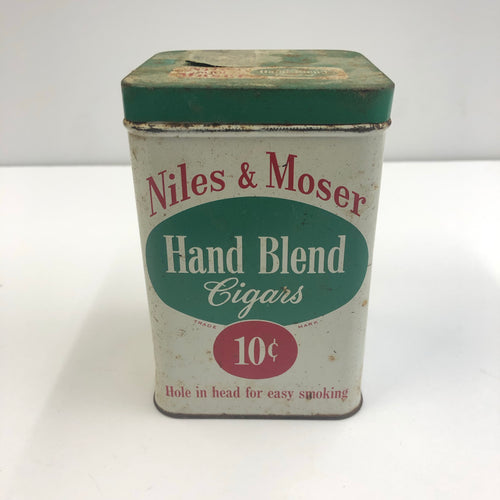 Niles & Moser
Hand Blend
Cigars
TRADE MARK
10¢
Hole in head for easy smoking